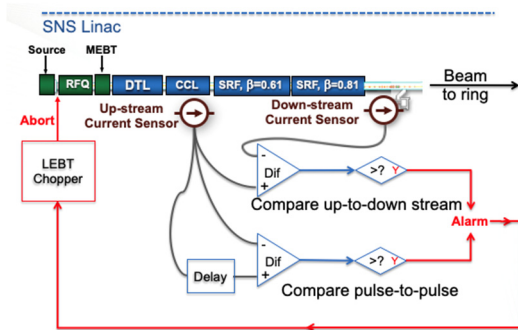 SNS Linac
Source
MEBT
RFQ
DTL
CCL
SRF, β=0.61
SRF, β=0.81
Beam
to ring
Up-stream
Current Sensor
Down-stream
Current Sensor
Abort
LEBT
Chopper
-
Dif
+
>? Y
Compare up-to-down stream
Alarm
-
Dif
+
>? Y
Delay
Compare pulse-to-pulse